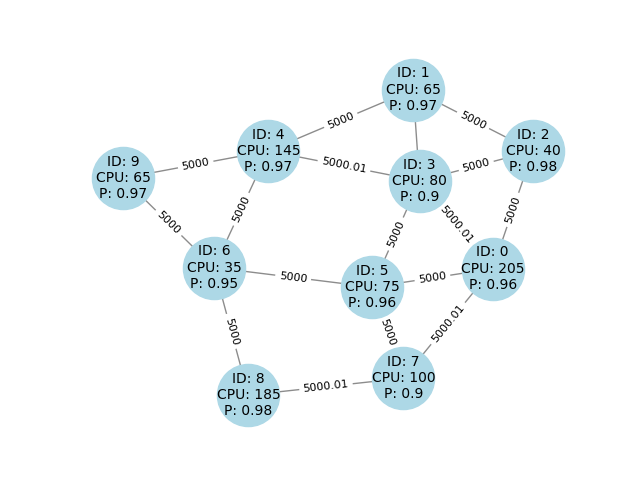 ID: 1
CPU: 65
P: 0.97
5000
5000
ID: 4
CPU: 145
P: 0.97
ID: 2
CPU: 40
P: 0.98
5000
5000.01
5000
ID: 9
CPU: 65
P: 0.97
ID: 3
CPU: 80
P: 0.9
5000
5000
5000
5000.01
5000
ID: 6
CPU: 35
P: 0.95
ID: 0
CPU: 205
P: 0.96
5000
ID: 5
CPU: 75
P: 0.96
5000
5000
5000
5000.01
ID: 8
CPU: 185
P: 0.98
5000.01
ID: 7
CPU: 100
P: 0.9